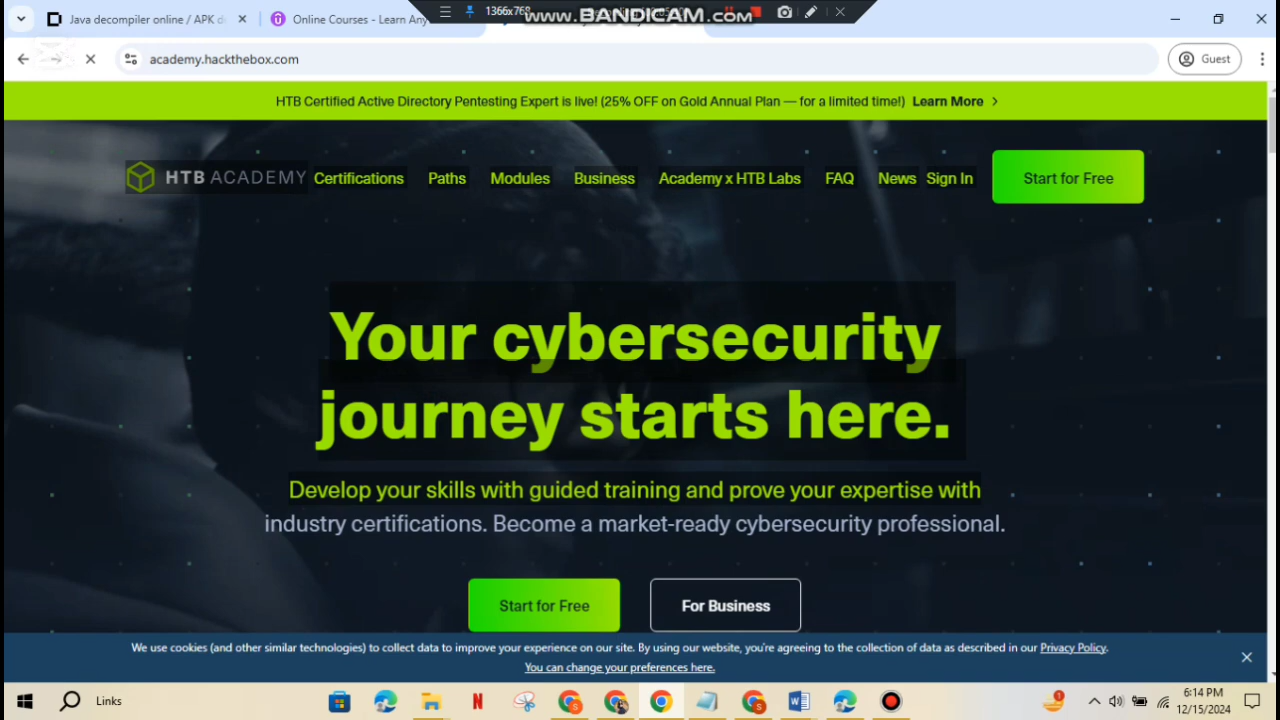 1366x768
www.BANDICAM.com
Java decompiler online / APK d
Online Courses - Learn Any
academy.hackthebox.com
Guest
HTB Certified Active Directory Pentesting Expert is live! (25% OFF on Gold Annual Plan — for a limited time!) Learn More
HTB ACADEMY Certifications Paths Modules Business Academy x HTB Labs FAQ News Sign In Start for Free
Your cybersecurity
journey starts here.
Develop your skills with guided training and prove your expertise with
industry certifications. Become a market-ready cybersecurity professional.
Start for Free For Business
We use cookies (and other similar technologies) to collect data to improve your experience on our site. By using our website, you're agreeing to the collection of data as described in our Privacy Policy.
You can change your preferences here.
Links
6:14 PM
12/15/2024